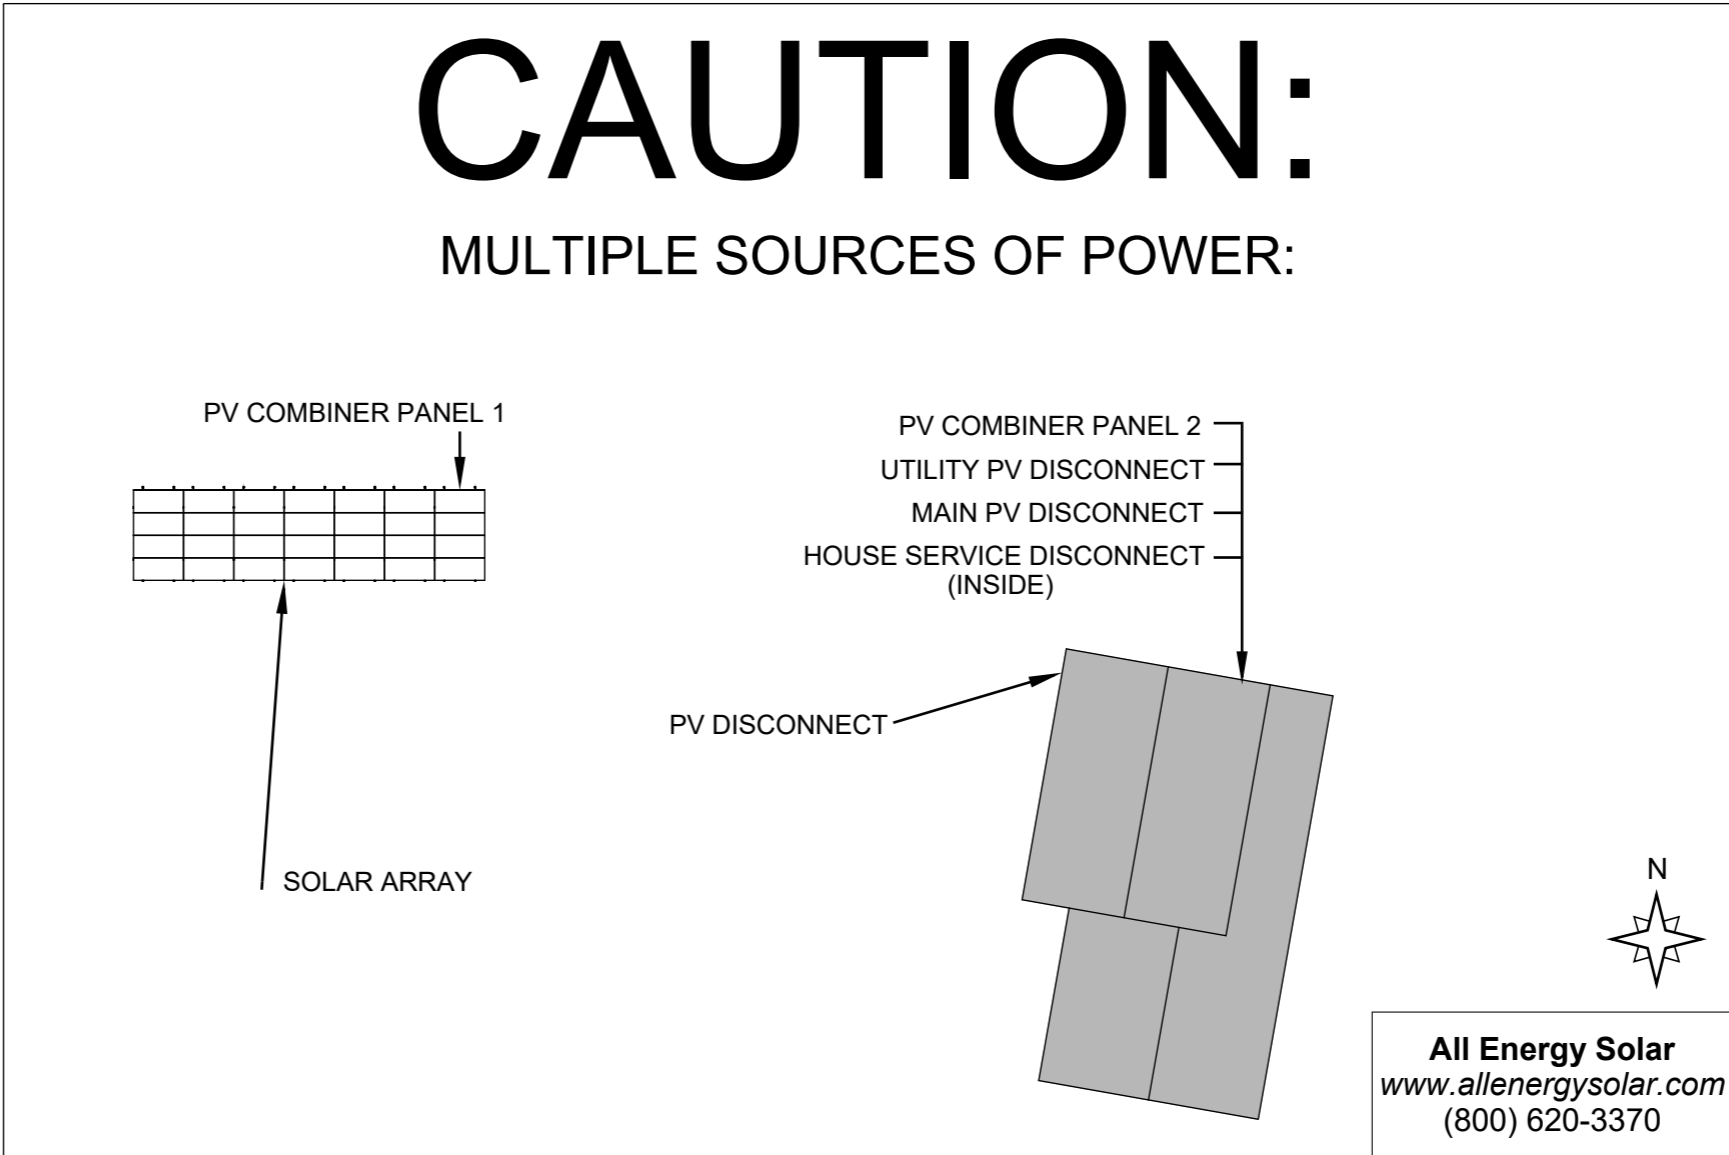 CAUTION:
MULTIPLE SOURCES OF POWER:
PV COMBINER PANEL 1
PV COMBINER PANEL 2
UTILITY PV DISCONNECT
MAIN PV DISCONNECT
HOUSE SERVICE DISCONNECT
(INSIDE)
PV DISCONNECT
SOLAR ARRAY
N
All Energy Solar
www.allenergysolar.com
(800) 620-3370